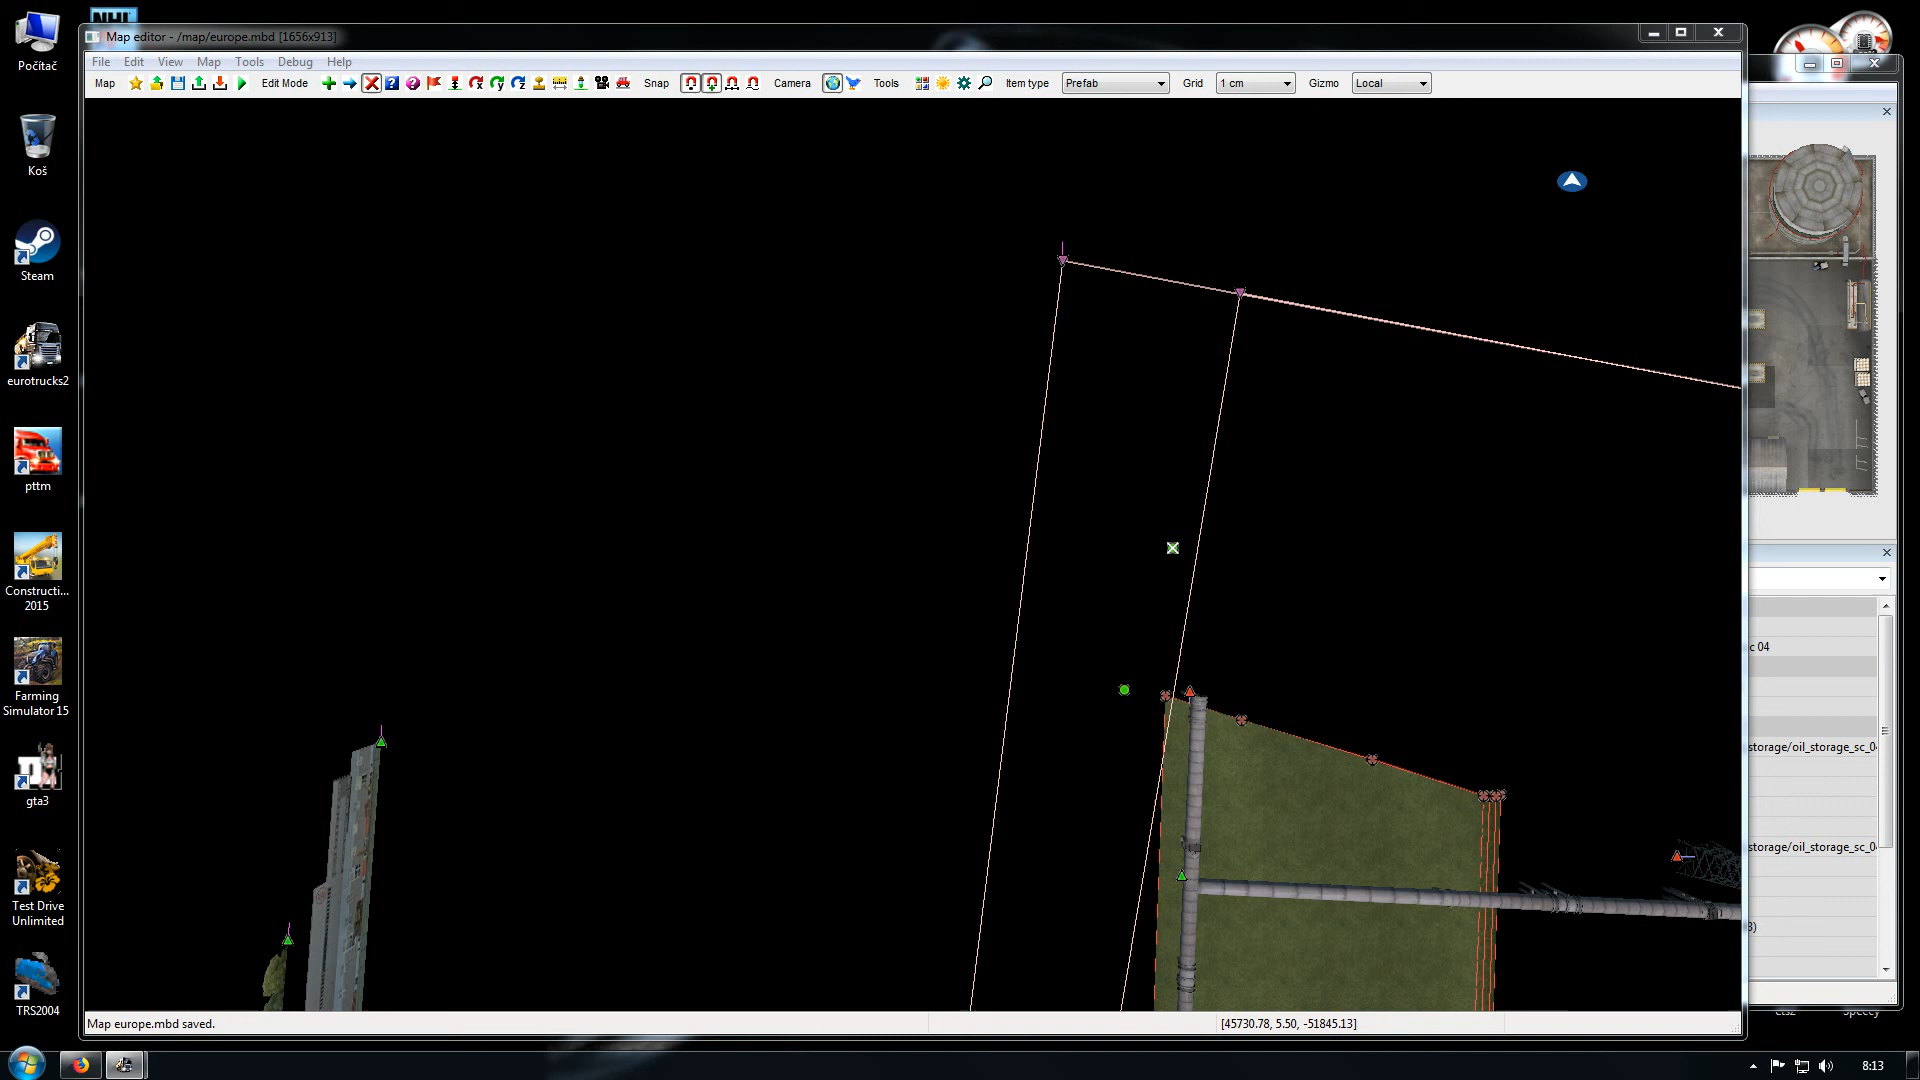 Počítač
Koš
Steam
eurotrucks2
pttm
Constructi...
2015
Farming
Simulator 15
gta3
Test Drive
Unlimited
TRS2004
NHL
Map editor - /map/europe.mbd [1656x913]
File Edit View Map Tools Debug Help
Map Edit Mode Snap Camera Tools Item type Prefab Grid 1 cm Gizmo Local
c 04
storage/oil_storage_sc_0
storage/oil_storage_sc_0
Map europe.mbd saved.
[45730.78, 5.50, -51845.13]
8:13